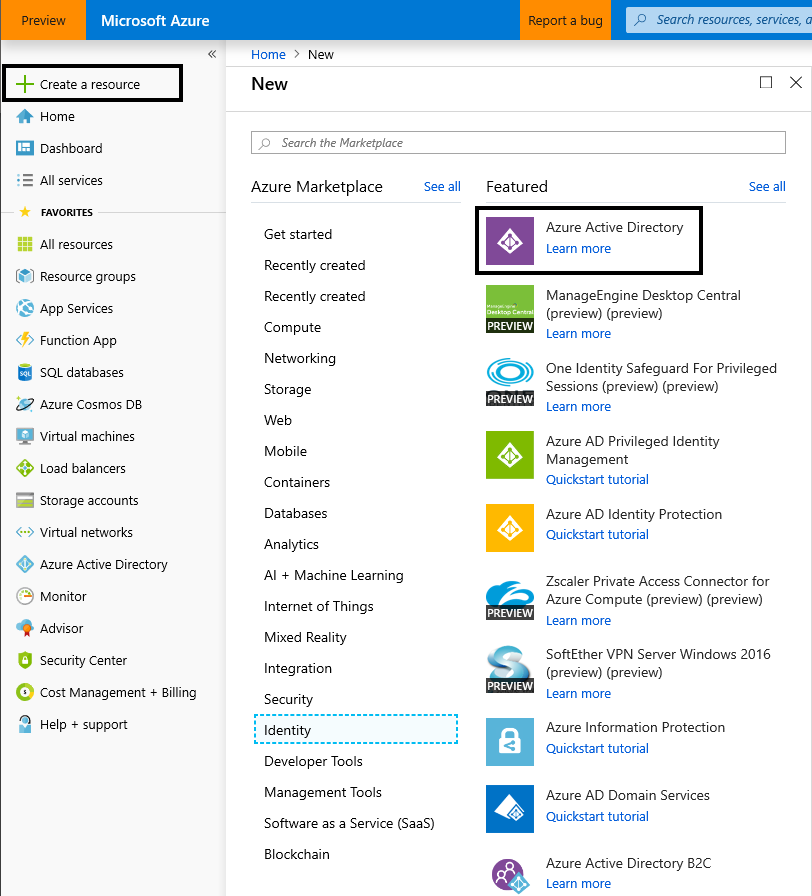 Preview
Microsoft Azure
Report a bug
Search resources, services, a
«
Create a resource
Home
Dashboard
All services
FAVORITES
All resources
Resource groups
App Services
Function App
SQL
SQL databases
Azure Cosmos DB
Virtual machines
Load balancers
Storage accounts
Virtual networks
Azure Active Directory
Monitor
Advisor
Security Center
Cost Management + Billing
Help + support
Home > New
New
Search the Marketplace
Azure Marketplace
See all
Get started
Recently created
Recently created
Compute
Networking
Storage
Web
Mobile
Containers
Databases
Analytics
AI + Machine Learning
Internet of Things
Mixed Reality
Integration
Security
Identity
Developer Tools
Management Tools
Software as a Service (SaaS)
Blockchain
Featured
See all
Azure Active Directory
Learn more
ManageEngine
Desktop Central
PREVIEW
ManageEngine Desktop Central
(preview) (preview)
Learn more
PREVIEW
One Identity Safeguard For Privileged
Sessions (preview) (preview)
Learn more
Azure AD Privileged Identity
Management
Quickstart tutorial
Azure AD Identity Protection
Quickstart tutorial
PREVIEW
Zscaler Private Access Connector for
Azure Compute (preview) (preview)
Learn more
PREVIEW
SoftEther VPN Server Windows 2016
(preview) (preview)
Learn more
Azure Information Protection
Quickstart tutorial
Azure AD Domain Services
Quickstart tutorial
Azure Active Directory B2C
Learn more